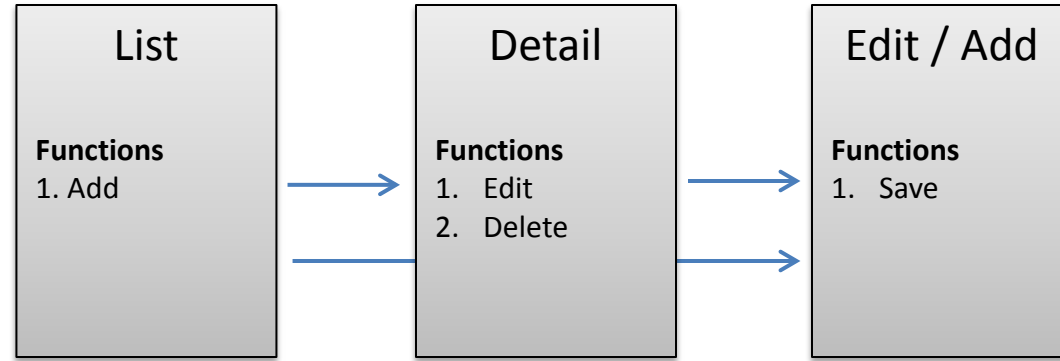 List
Functions
1. Add
Detail
Functions
1. Edit
2. Delete
Edit / Add
Functions
1. Save